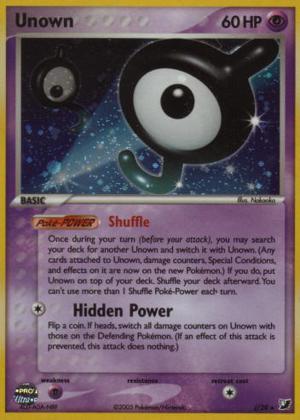 Unown
60 HP
BASIC
Illus. Nakaoka
Poké-POWER Shuffle
Once during your turn (before your attack), you may search
your deck for another Unown and switch it with Unown. (Any
cards attached to Unown, damage counters, Special Conditions,
and effects on it are now on the new Pokémon.) If you do, put
Unown on top of your deck. Shuffle your deck afterward. You
can't use more than 1 Shuffle Poké-Power each turn.
Hidden Power
Flip a coin. If heads, switch all damage counters on Unown with
those on the Defending Pokémon. (If an effect of this attack is
prevented, this attack does nothing.)
weakness
resistance
retreat cost
PRO
©2005 Pokémon/Nintendo